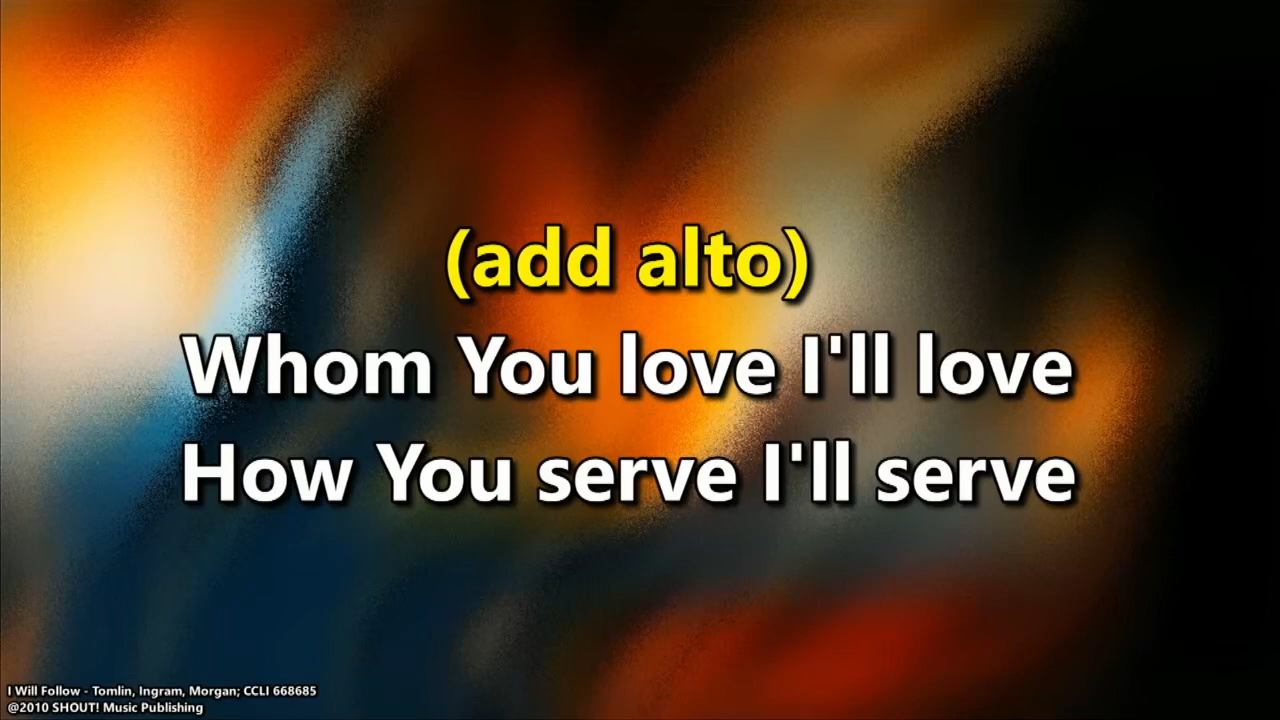 (add alto)
Whom You love I'll love
How You serve I'll serve
I Will Follow - Tomlin, Ingram, Morgan; CCLI 668685
@2010 SHOUT! Music Publishing